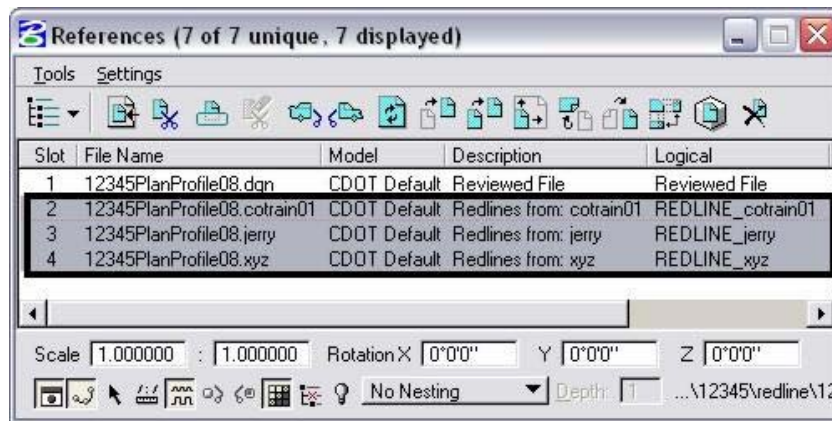 References (7 of 7 unique, 7 displayed)
Tools Settings
Slot File Name Model Description Logical
1 12345PlanProfile08.dgn CDOT Default Reviewed File Reviewed File
2 12345PlanProfile08.cotrain01 CDOT Default Redlines from: cotrain01 REDLINE_cotrain01
3 12345PlanProfile08.jerry CDOT Default Redlines from: jerry REDLINE_jerry
4 12345PlanProfile08.xyz CDOT Default Redlines from: xyz REDLINE_xyz
Scale 1.000000 : 1.000000 Rotation X 0°0'0" Y 0°0'0" Z 0°0'0"
No Nesting Depth: 1 ...\12345\redline\12